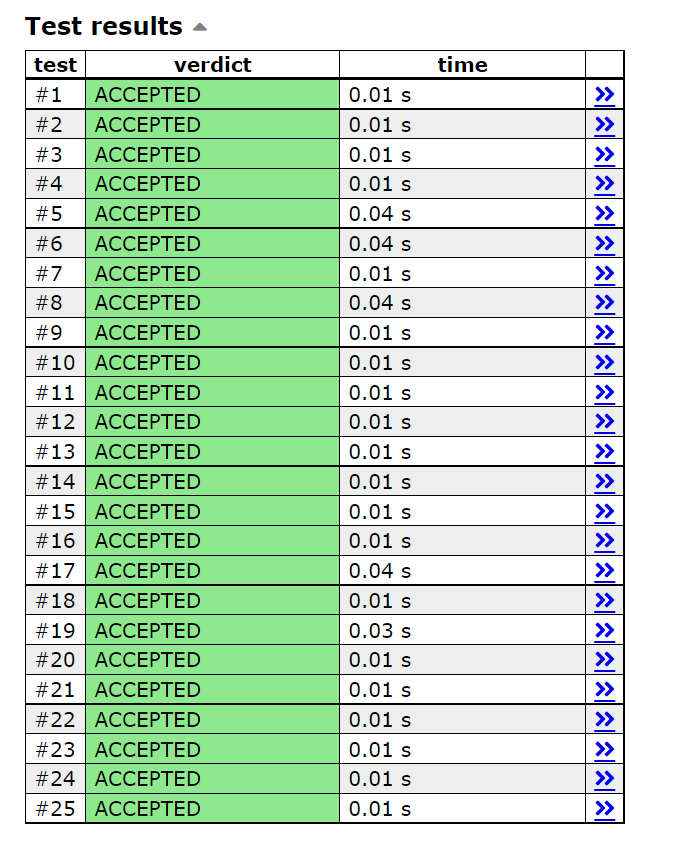 Test results
test verdict time
#1 ACCEPTED 0.01 s
#2 ACCEPTED 0.01 s
#3 ACCEPTED 0.01 s
#4 ACCEPTED 0.01 s
#5 ACCEPTED 0.04 s
#6 ACCEPTED 0.04 s
#7 ACCEPTED 0.01 s
#8 ACCEPTED 0.04 s
#9 ACCEPTED 0.01 s
#10 ACCEPTED 0.01 s
#11 ACCEPTED 0.01 s
#12 ACCEPTED 0.01 s
#13 ACCEPTED 0.01 s
#14 ACCEPTED 0.01 s
#15 ACCEPTED 0.01 s
#16 ACCEPTED 0.01 s
#17 ACCEPTED 0.04 s
#18 ACCEPTED 0.01 s
#19 ACCEPTED 0.03 s
#20 ACCEPTED 0.01 s
#21 ACCEPTED 0.01 s
#22 ACCEPTED 0.01 s
#23 ACCEPTED 0.01 s
#24 ACCEPTED 0.01 s
#25 ACCEPTED 0.01 s